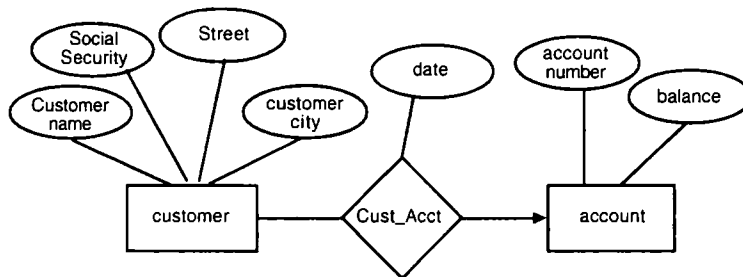 Social
Security
Street
Customer
name
customer
city
date
account
number
balance
customer
Cust_Acct
account